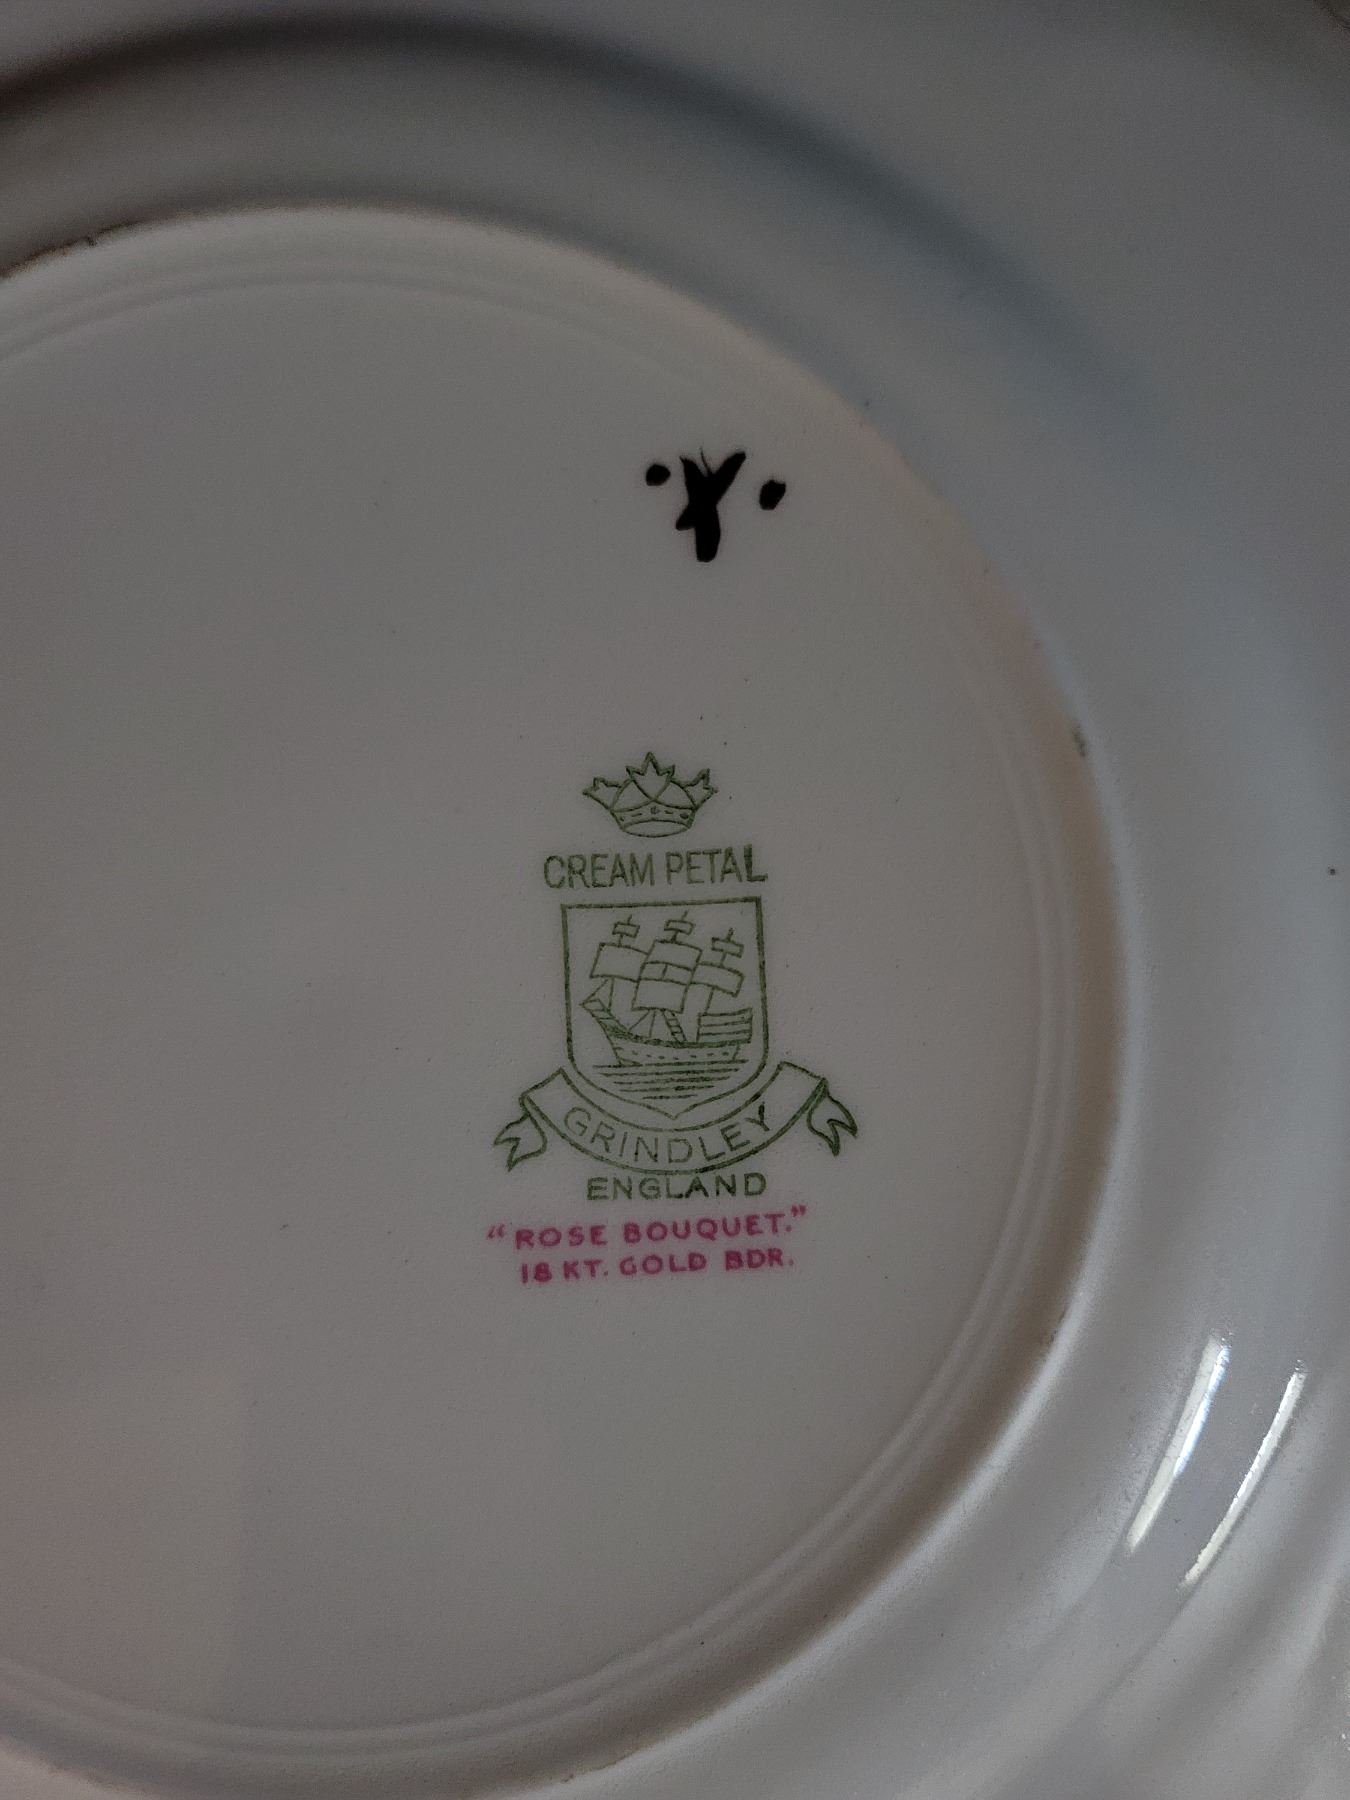 CREAM PETAL
GRINDLEY
ENGLAND
"ROSE BOUQUET."
18 KT. GOLD BDR.